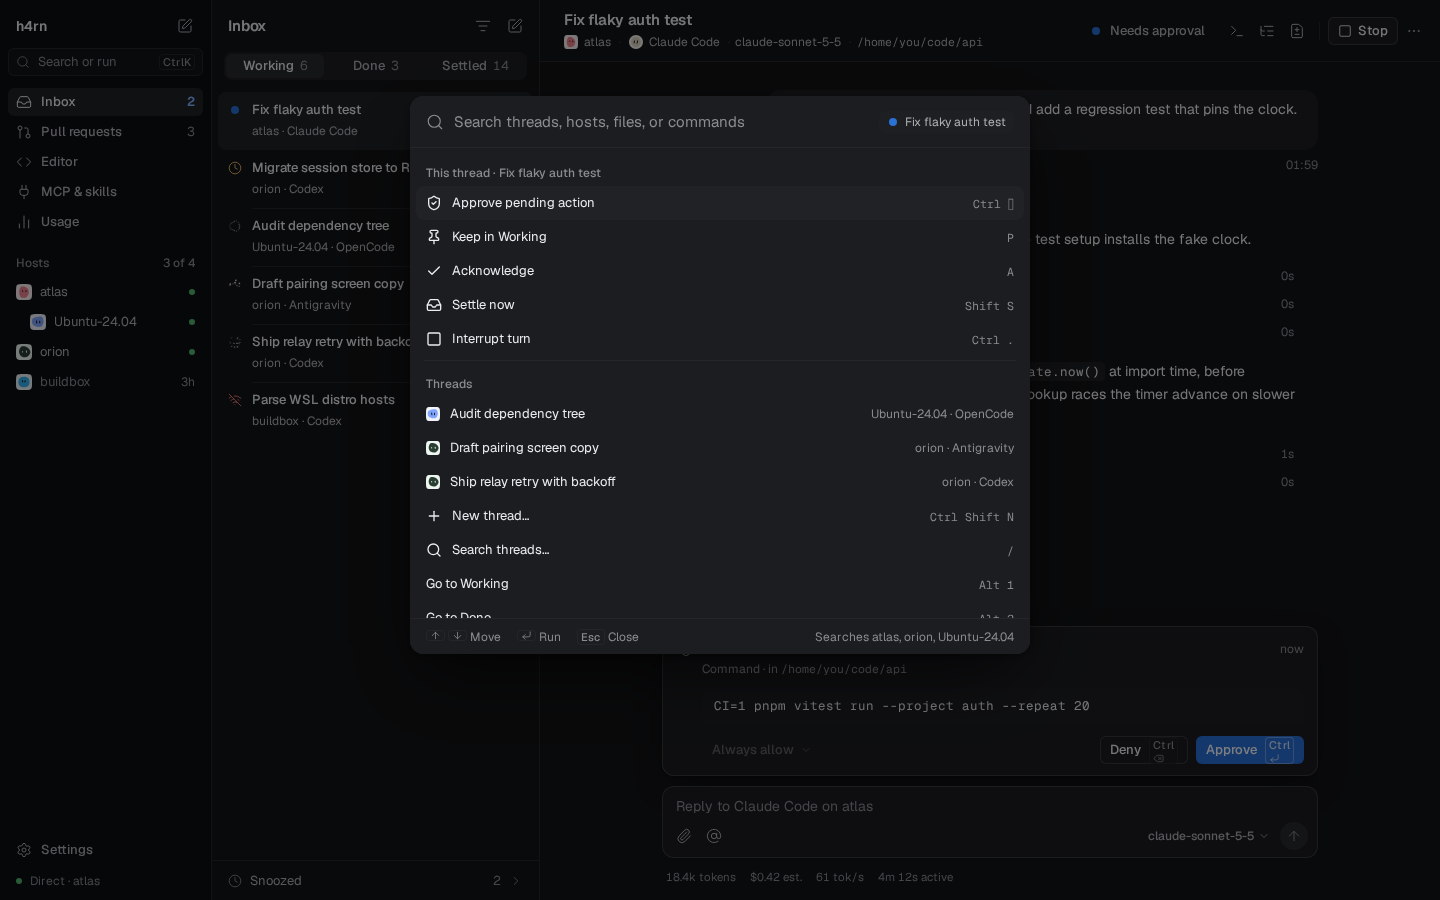 h4rn
Search or run CtrlK
Inbox 2
Pull requests 3
Editor
MCP & skills
Usage
Hosts 3 of 4
atlas
Ubuntu-24.04
orion
buildbox 3h
Settings
Direct · atlas
Inbox
Working 6 Done 3 Settled 14
Fix flaky auth test
atlas · Claude Code
Migrate session store to R
orion · Codex
Audit dependency tree
Ubuntu-24.04 · OpenCode
Draft pairing screen copy
orion · Antigravity
Ship relay retry with backo
orion · Codex
Parse WSL distro hosts
buildbox · Codex
Snoozed 2
Fix flaky auth test
atlas · Claude Code · claude-sonnet-5-5 · /home/you/code/api
Needs approval
Stop
add a regression test that pins the clock.
01:59
test setup installs the fake clock.
0s
0s
0s
ate.now() at import time, before
ookup races the timer advance on slower
1s
0s
Search threads, hosts, files, or commands Fix flaky auth test
This thread · Fix flaky auth test
Approve pending action Ctrl
Keep in Working P
Acknowledge A
Settle now Shift S
Interrupt turn Ctrl .
Threads
Audit dependency tree Ubuntu-24.04 · OpenCode
Draft pairing screen copy orion · Antigravity
Ship relay retry with backoff orion · Codex
New thread… Ctrl Shift N
Search threads… /
Go to Working Alt 1
Go to Done Alt 2
↑ ↓ Move ↵ Run Esc Close Searches atlas, orion, Ubuntu-24.04
now
Command · in /home/you/code/api
CI=1 pnpm vitest run --project auth --repeat 20
Always allow Deny Ctrl ⌫ Approve Ctrl ↵
Reply to Claude Code on atlas
claude-sonnet-5-5
18.4k tokens $0.42 est. 61 tok/s 4m 12s active